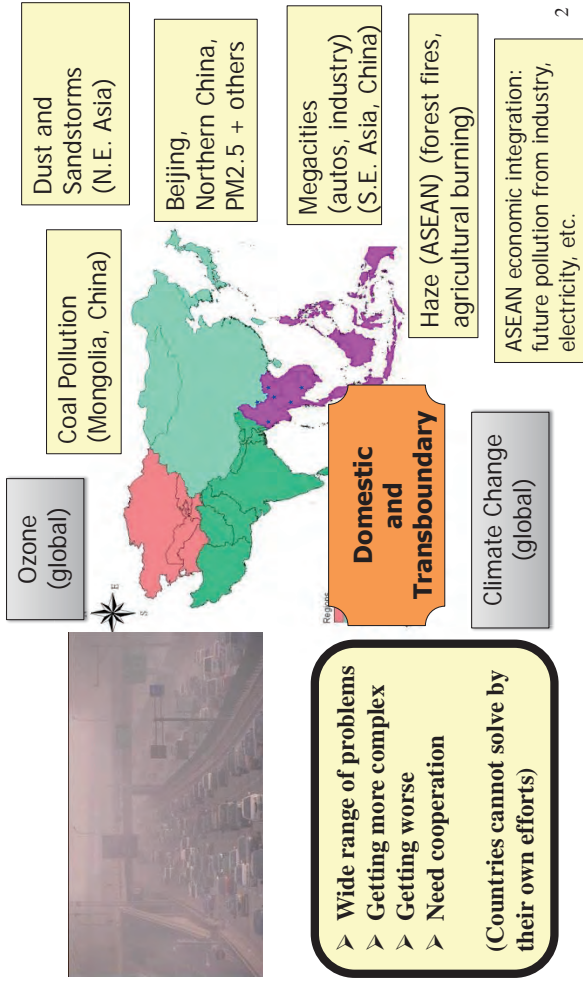 Ozone
(global)
Coal Pollution
(Mongolia, China)
Dust and
Sandstorms
(N.E. Asia)
Beijing,
Northern China,
PM2.5 + others
Megacities
(autos, industry)
(S.E. Asia, China)
Haze (ASEAN) (forest fires,
agricultural burning)
ASEAN economic integration:
future pollution from industry,
electricity, etc.
Regions
Domestic
and
Transboundary
Climate Change
(global)
➢ Wide range of problems
➢ Getting more complex
➢ Getting worse
➢ Need cooperation
(Countries cannot solve by
their own efforts)
2